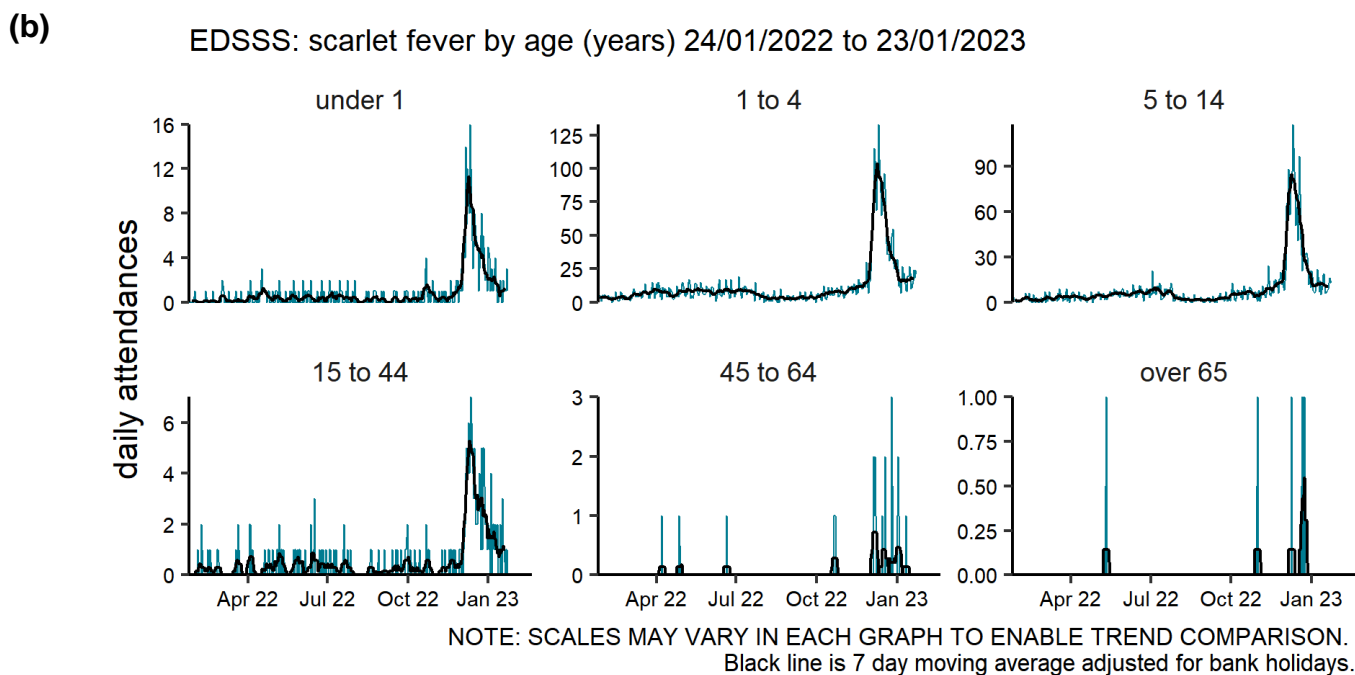 (b)
EDSSS: scarlet fever by age (years) 24/01/2022 to 23/01/2023
daily attendances
under 1
16
12
8
4
0
1 to 4
125
100
75
50
25
0
5 to 14
90
60
30
0
15 to 44
6
4
2
0
Apr 22 Jul 22 Oct 22 Jan 23
45 to 64
3
2
1
0
Apr 22 Jul 22 Oct 22 Jan 23
over 65
1.00
0.75
0.50
0.25
0.00
Apr 22 Jul 22 Oct 22 Jan 23
NOTE: SCALES MAY VARY IN EACH GRAPH TO ENABLE TREND COMPARISON.
Black line is 7 day moving average adjusted for bank holidays.